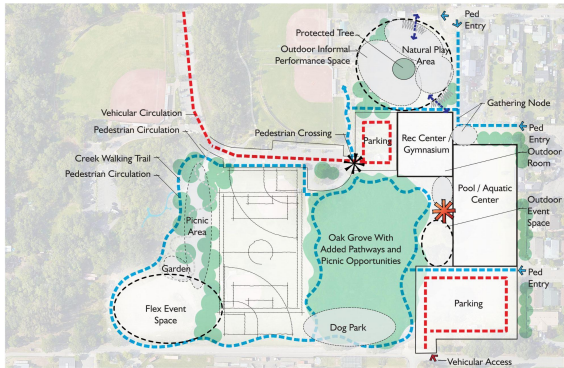 Ped
Entry
Protected Tree
Outdoor Informal
Performance Space
Natural Play
Area
Vehicular Circulation
Pedestrian Circulation
Pedestrian Crossing
Parking
Gathering Node
Rec Center /
Gymnasium
Ped
Entry
Outdoor
Room
Creek Walking Trail
Pedestrian Circulation
Pool / Aquatic
Center
Outdoor
Event
Space
Picnic
Area
Oak Grove With
Added Pathways and
Picnic Opportunities
Garden
Ped
Entry
Flex Event
Space
Parking
Dog Park
Vehicular Access